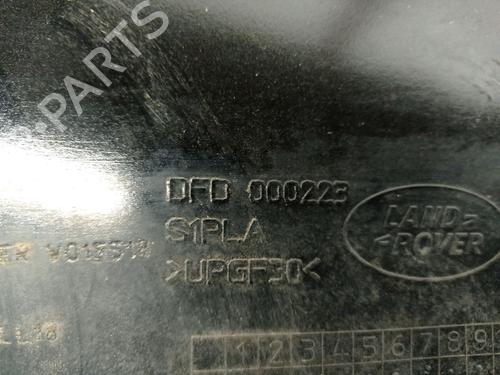 B-PARTS
DFD 000223
S1PLA
>UPGF30<
LAND-
ROVER
1 2 3 4 5 6 7 8 9